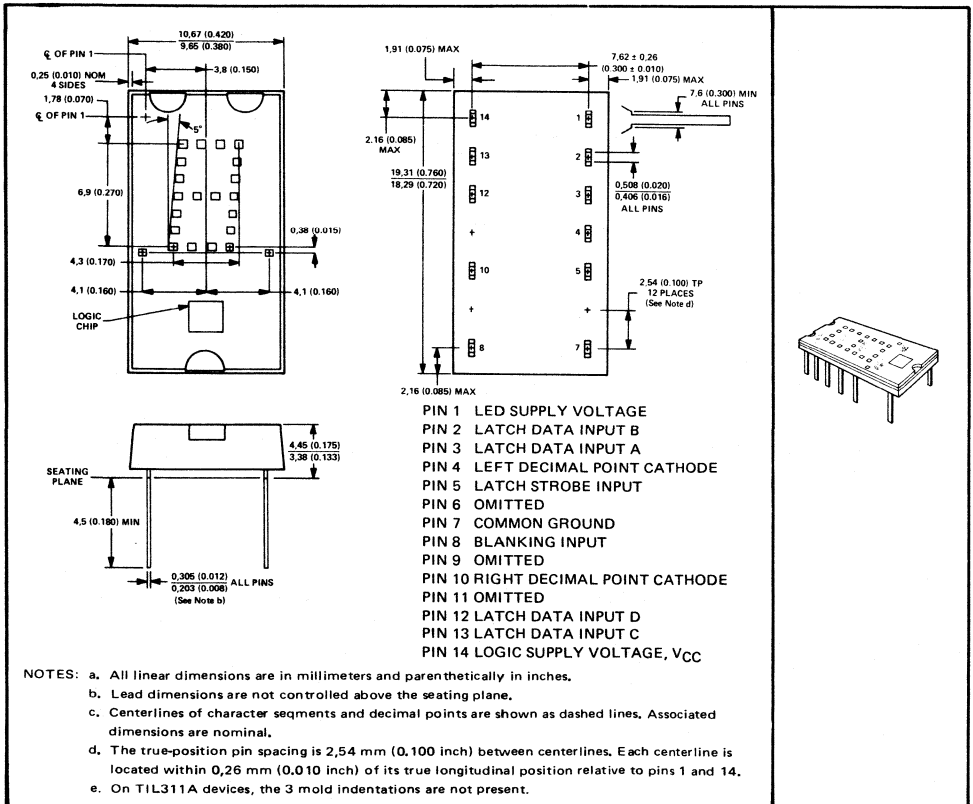 10,67 (0.420)
9,65 (0.380)
℄ OF PIN 1
3,8 (0.150)
0,25 (0.010) NOM
4 SIDES
1,78 (0.070)
℄ OF PIN 1
5°
6,9 (0.270)
0,38 (0.015)
4,3 (0.170)
4,1 (0.160)
4,1 (0.160)
LOGIC
CHIP
1,91 (0.075) MAX
7,62 ± 0,26
(0.300 ± 0.010)
1,91 (0.075) MAX
7,6 (0.300) MIN
ALL PINS
2.16 (0.085)
MAX
19,31 (0.760)
18,29 (0.720)
14
13
12
10
8
1
2
3
4
5
7
0,508 (0.020)
0,406 (0.016)
ALL PINS
2,54 (0.100) TP
12 PLACES
(See Note d)
2,16 (0.085) MAX
4,45 (0.175)
3,38 (0.133)
SEATING
PLANE
4,5 (0.180) MIN
0,305 (0.012)
0,203 (0.008)
ALL PINS
(See Note b)
PIN 1 LED SUPPLY VOLTAGE
PIN 2 LATCH DATA INPUT B
PIN 3 LATCH DATA INPUT A
PIN 4 LEFT DECIMAL POINT CATHODE
PIN 5 LATCH STROBE INPUT
PIN 6 OMITTED
PIN 7 COMMON GROUND
PIN 8 BLANKING INPUT
PIN 9 OMITTED
PIN 10 RIGHT DECIMAL POINT CATHODE
PIN 11 OMITTED
PIN 12 LATCH DATA INPUT D
PIN 13 LATCH DATA INPUT C
PIN 14 LOGIC SUPPLY VOLTAGE, VCC
NOTES: a. All linear dimensions are in millimeters and parenthetically in inches.
b. Lead dimensions are not controlled above the seating plane.
c. Centerlines of character seqments and decimal points are shown as dashed lines. Associated
dimensions are nominal.
d. The true-position pin spacing is 2,54 mm (0.100 inch) between centerlines. Each centerline is
located within 0,26 mm (0.010 inch) of its true longitudinal position relative to pins 1 and 14.
e. On TIL311A devices, the 3 mold indentations are not present.